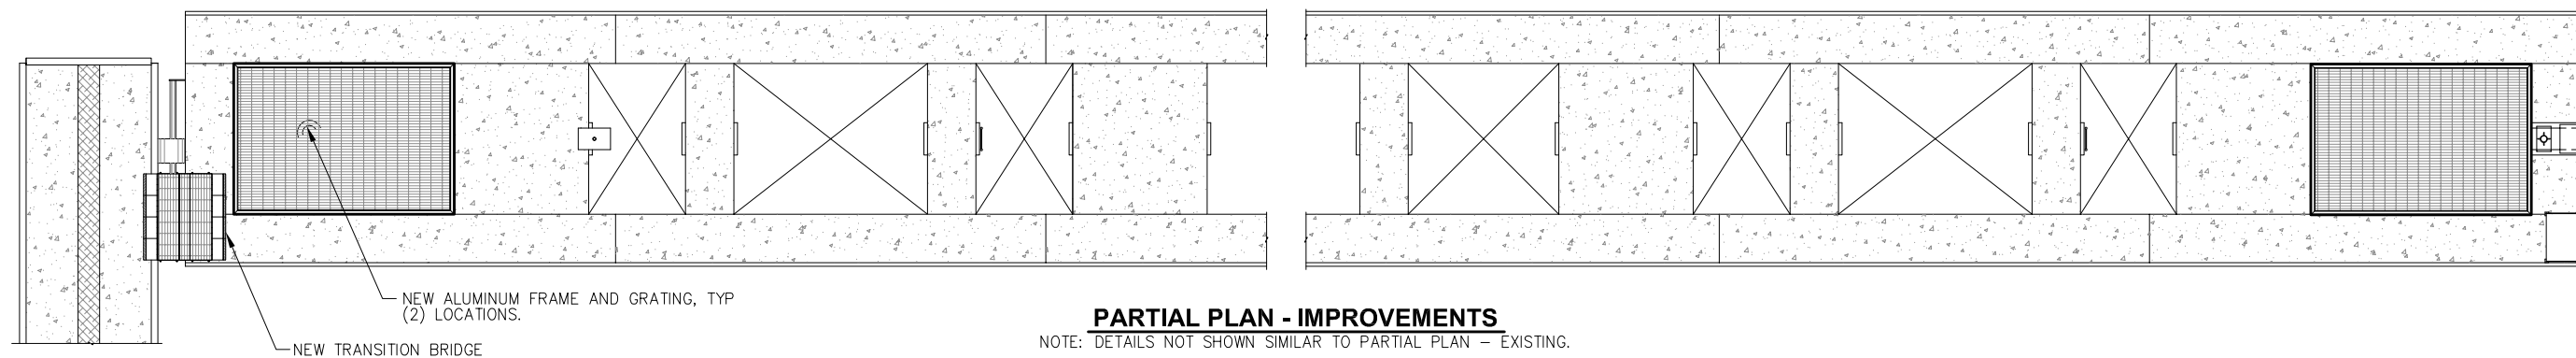 NEW ALUMINUM FRAME AND GRATING, TYP
(2) LOCATIONS.
NEW TRANSITION BRIDGE
PARTIAL PLAN - IMPROVEMENTS
NOTE: DETAILS NOT SHOWN SIMILAR TO PARTIAL PLAN – EXISTING.